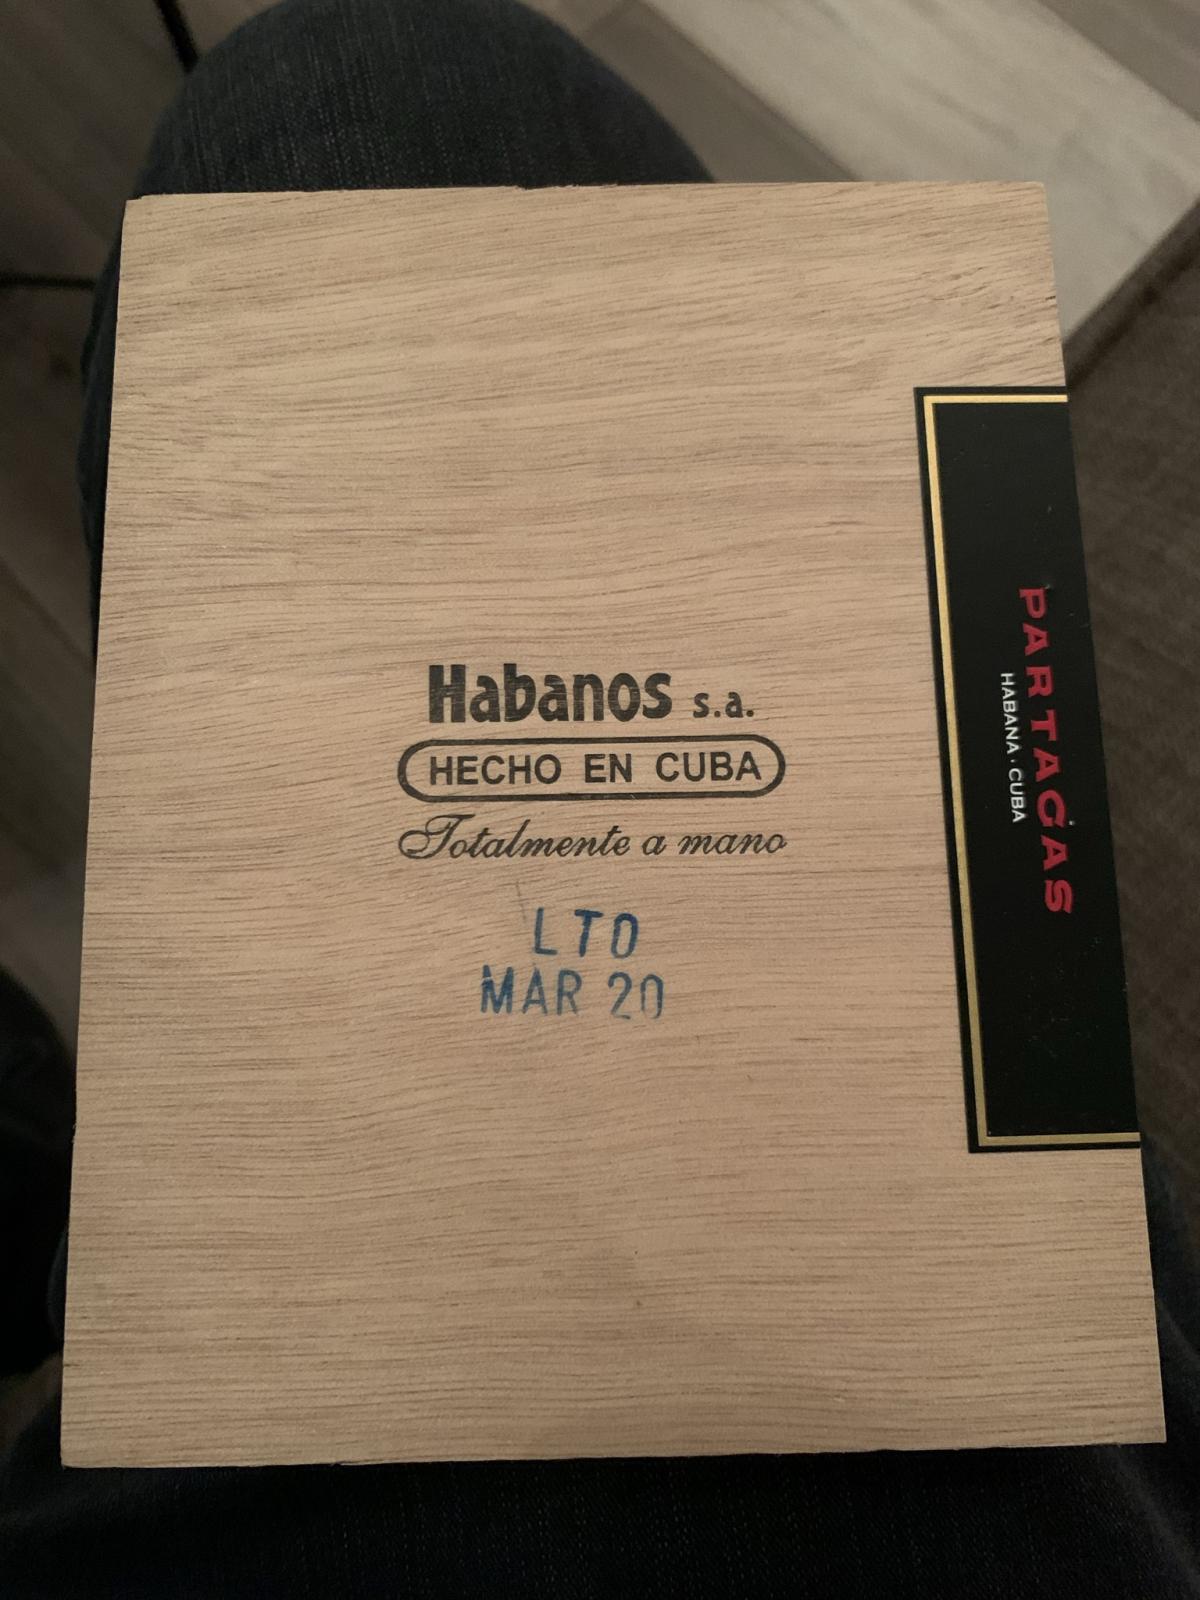 Habanos s.a.
HECHO EN CUBA
Totalmente a mano
LTO
MAR 20
PARTAGAS
HABANA · CUBA